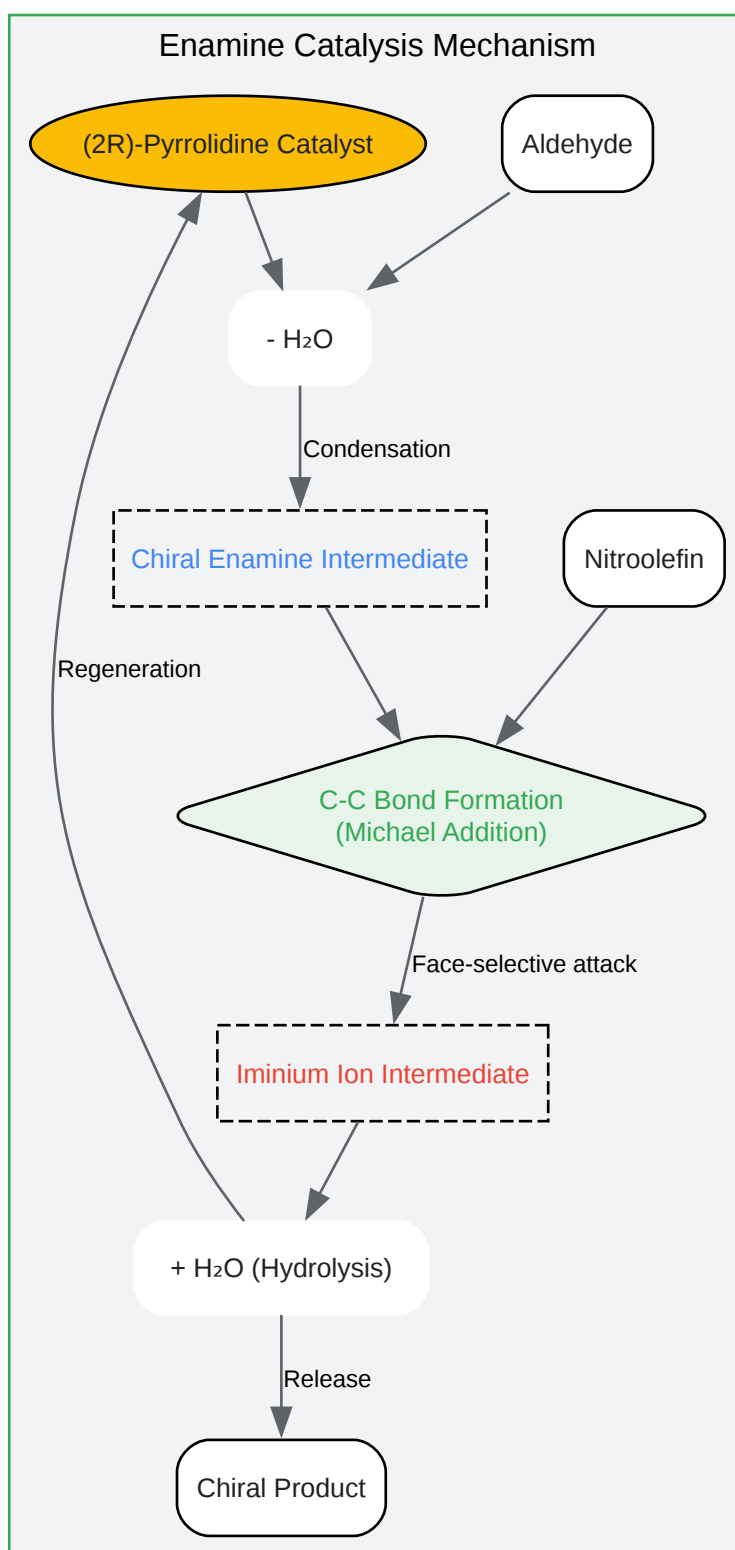 Enamine Catalysis Mechanism
(2R)-Pyrrolidine Catalyst
Aldehyde
- H₂O
Condensation
Chiral Enamine Intermediate
Nitroolefin
Regeneration
C-C Bond Formation
(Michael Addition)
Face-selective attack
Iminium Ion Intermediate
+ H₂O (Hydrolysis)
Release
Chiral Product